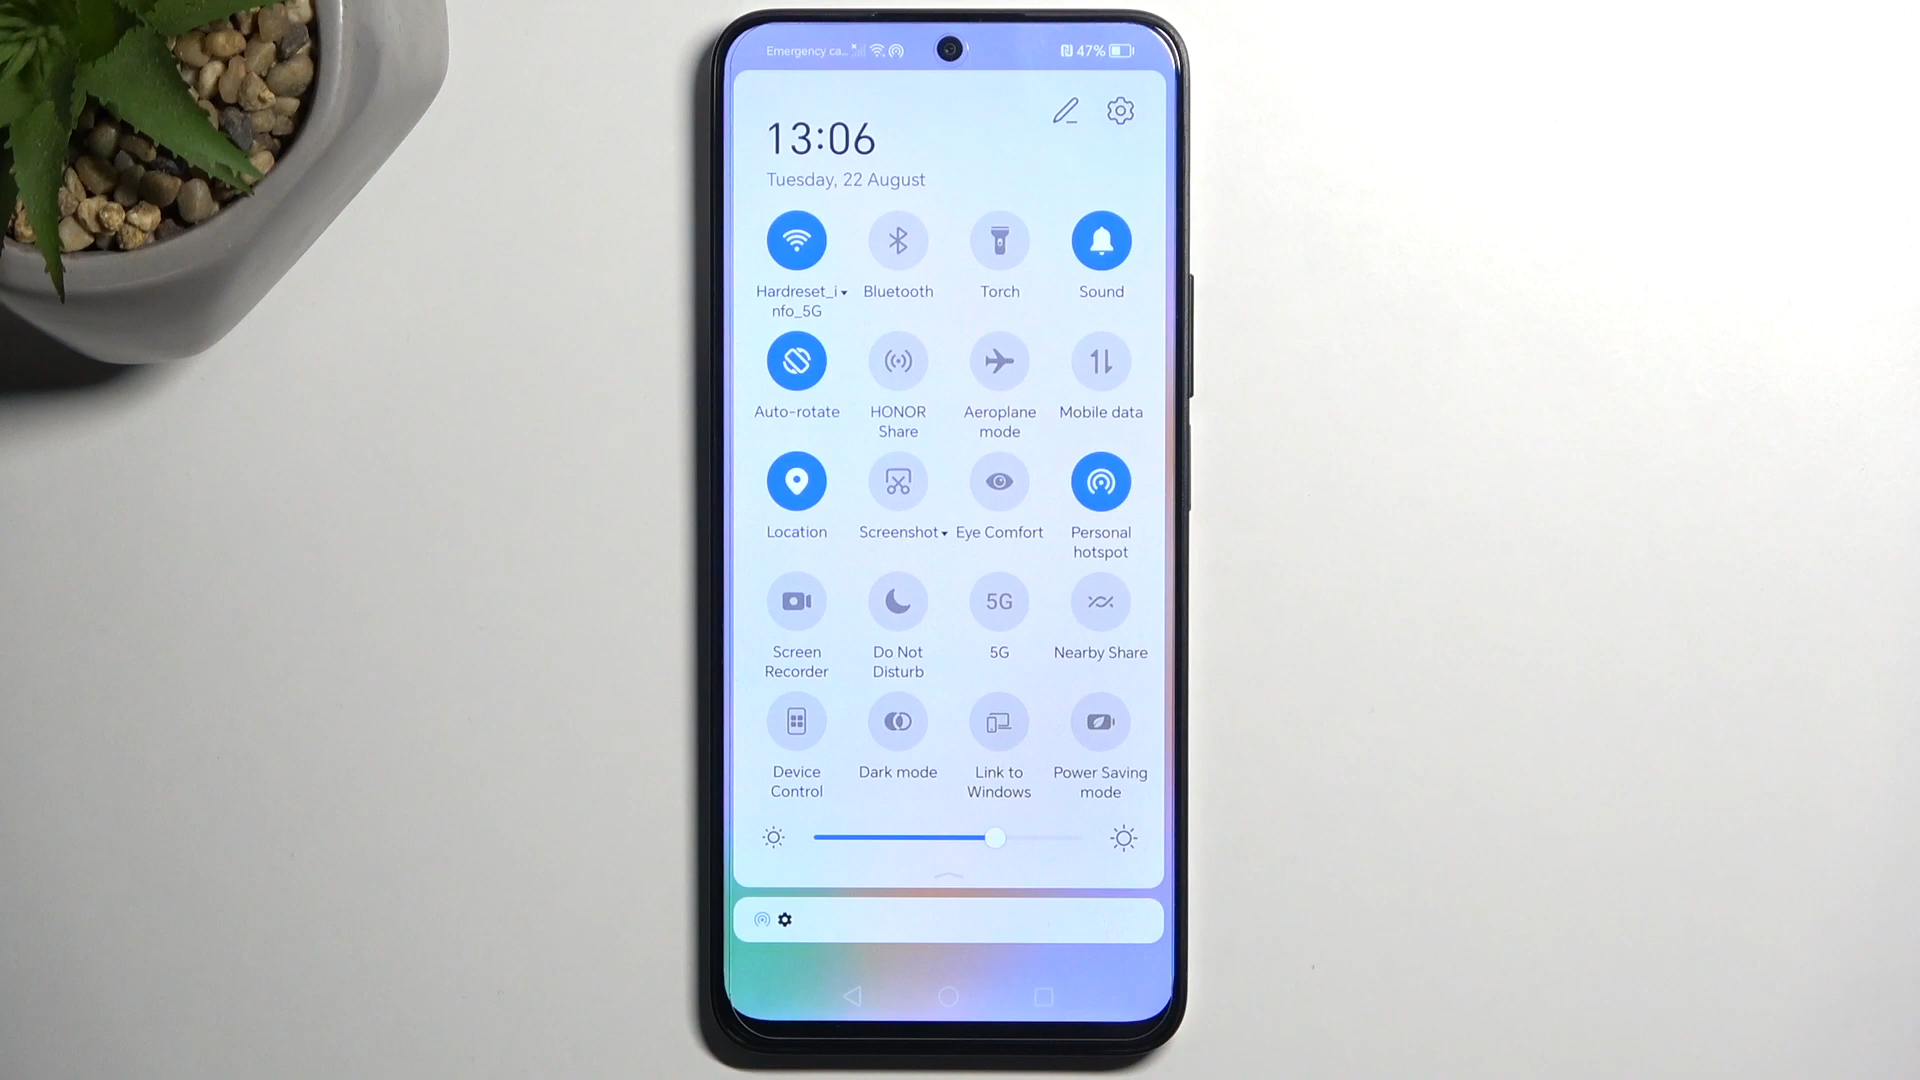 Emergency ca... 47%
13:06
Tuesday, 22 August
Hardreset_i
nfo_5G
Bluetooth
Torch
Sound
Auto-rotate
HONOR
Share
Aeroplane
mode
Mobile data
Location
Screenshot
Eye Comfort
Personal
hotspot
5G
Screen
Recorder
Do Not
Disturb
5G
Nearby Share
Device
Control
Dark mode
Link to
Windows
Power Saving
mode